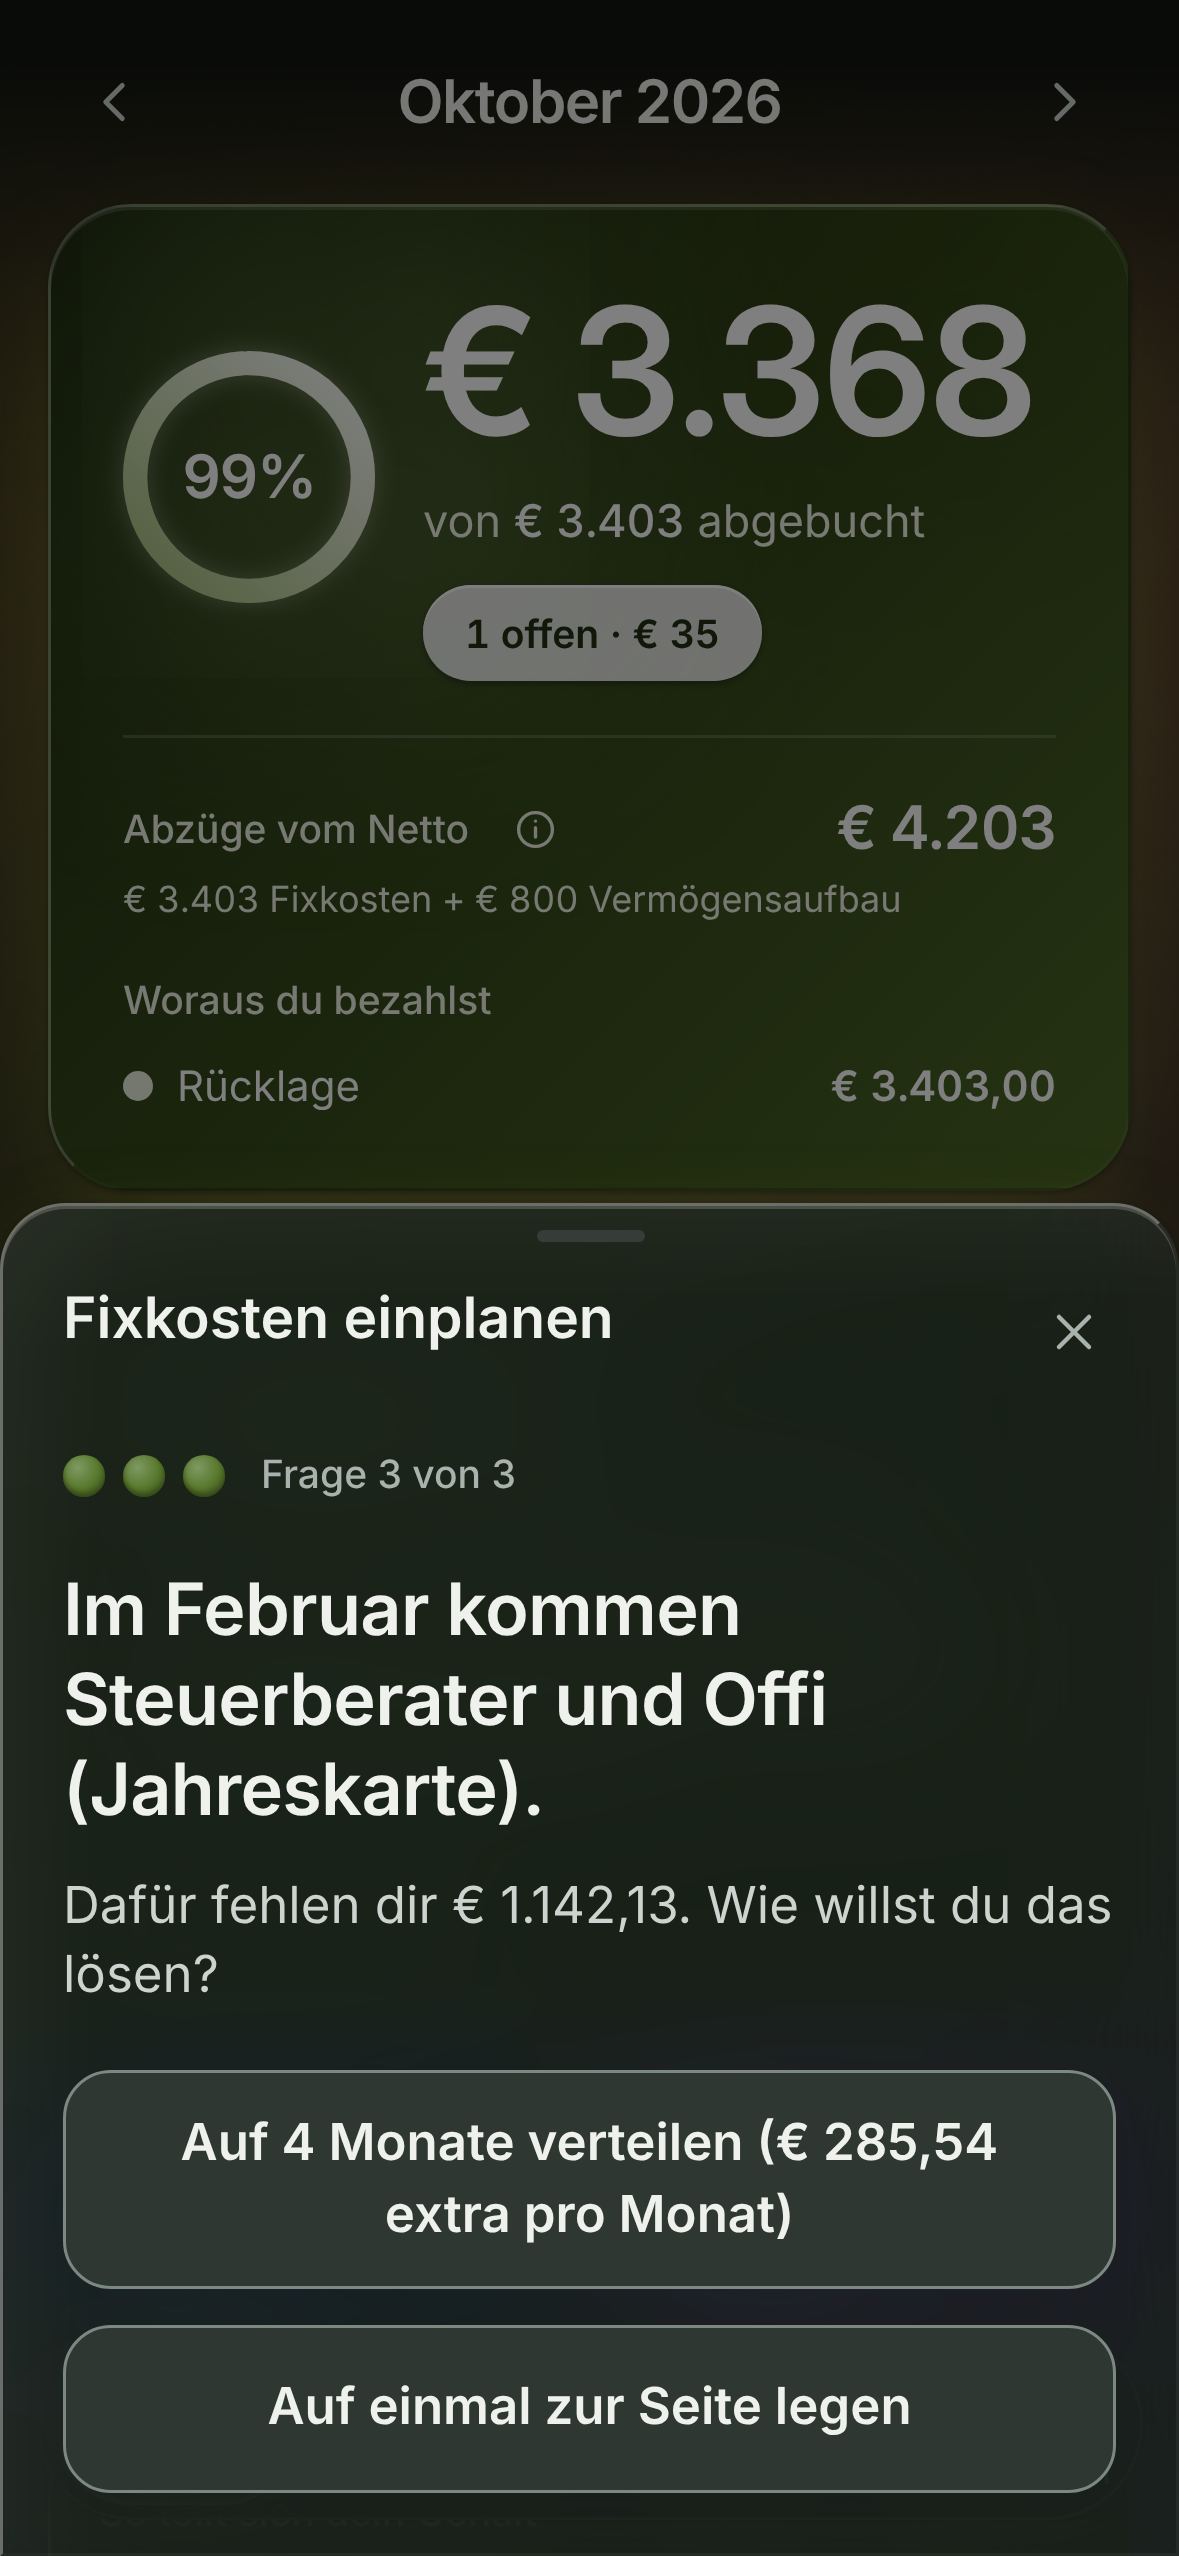 Oktober 2026
€ 3.368
99%
von € 3.403 abgebucht
1 offen · € 35
Abzüge vom Netto
€ 4.203
€ 3.403 Fixkosten + € 800 Vermögensaufbau
Woraus du bezahlst
Rücklage
€ 3.403,00
Fixkosten einplanen
Frage 3 von 3
Im Februar kommen
Steuerberater und Offi
(Jahreskarte).
Dafür fehlen dir € 1.142,13. Wie willst du das
lösen?
Auf 4 Monate verteilen (€ 285,54
extra pro Monat)
Auf einmal zur Seite legen